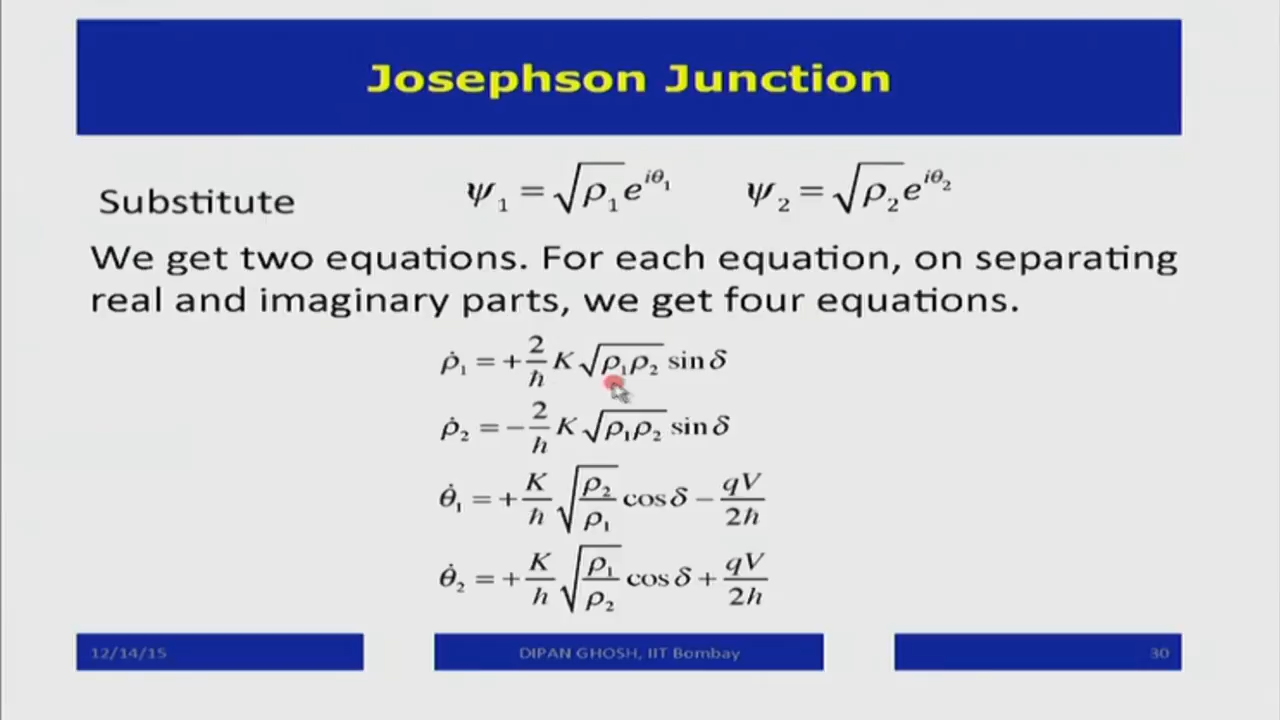 Josephson Junction
Substitute ψ₁ = √ρ₁ e^{iθ₁} ψ₂ = √ρ₂ e^{iθ₂}
We get two equations. For each equation, on separating
real and imaginary parts, we get four equations.
ρ̇₁ = +2/ħ K√ρ₁ρ₂ sin δ
ρ̇₂ = −2/ħ K√ρ₁ρ₂ sin δ
θ̇₁ = +K/ħ √(ρ₂/ρ₁) cos δ − qV/2ħ
θ̇₂ = +K/ħ √(ρ₁/ρ₂) cos δ + qV/2ħ
12/14/15 DIPAN GHOSH, IIT Bombay 30